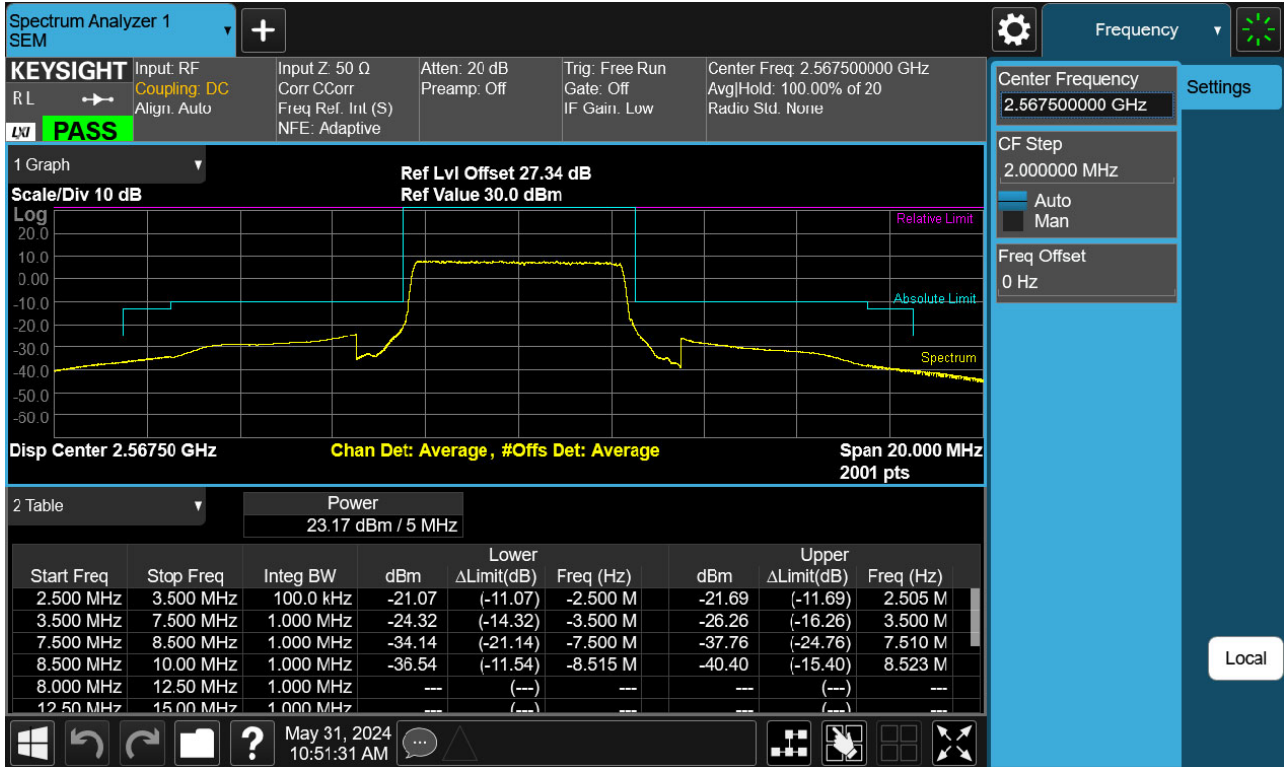 Spectrum Analyzer 1
SEM
+
Frequency
KEYSIGHT
Input: RF
Coupling: DC
Align: Auto
Input Z: 50 Ω
Corr CCorr
Freq Ref: Int (S)
NFE: Adaptive
Atten: 20 dB
Preamp: Off
Trig: Free Run
Gate: Off
IF Gain: Low
Center Freq: 2.567500000 GHz
Avg|Hold: 100.00% of 20
Radio Std: None
R L
LXI
PASS
Center Frequency
2.567500000 GHz
Settings
CF Step
2.000000 MHz
Auto
Man
Freq Offset
0 Hz
1 Graph
Ref Lvl Offset 27.34 dB
Scale/Div 10 dB
Ref Value 30.0 dBm
Log
Relative Limit
20.0
10.0
0.00
-10.0
Absolute Limit
-20.0
-30.0
Spectrum
-40.0
-50.0
-60.0
Disp Center 2.56750 GHz
Chan Det: Average , #Offs Det: Average
Span 20.000 MHz
2001 pts
2 Table
Power
23.17 dBm / 5 MHz
Lower Upper
Start Freq Stop Freq Integ BW dBm ΔLimit(dB) Freq (Hz) dBm ΔLimit(dB) Freq (Hz)
2.500 MHz 3.500 MHz 100.0 kHz -21.07 (-11.07) -2.500 M -21.69 (-11.69) 2.505 M
3.500 MHz 7.500 MHz 1.000 MHz -24.32 (-14.32) -3.500 M -26.26 (-16.26) 3.500 M
7.500 MHz 8.500 MHz 1.000 MHz -34.14 (-21.14) -7.500 M -37.76 (-24.76) 7.510 M
8.500 MHz 10.00 MHz 1.000 MHz -36.54 (-11.54) -8.515 M -40.40 (-15.40) 8.523 M
8.000 MHz 12.50 MHz 1.000 MHz --- (---) --- --- (---) ---
12.50 MHz 15.00 MHz 1.000 MHz --- (---) --- --- (---) ---
Local
?
May 31, 2024
10:51:31 AM